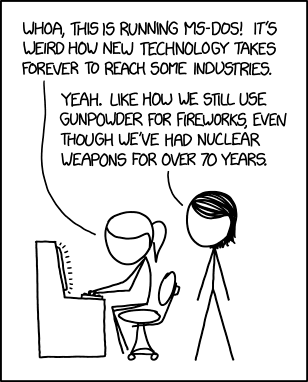 WHOA, THIS IS RUNNING MS-DOS! IT'S
WEIRD HOW NEW TECHNOLOGY TAKES
FOREVER TO REACH SOME INDUSTRIES.
YEAH. LIKE HOW WE STILL USE
GUNPOWDER FOR FIREWORKS, EVEN
THOUGH WE'VE HAD NUCLEAR
WEAPONS FOR OVER 70 YEARS.